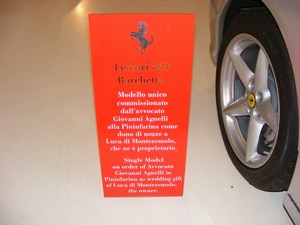 Ferrari 360
Barchetta
Modello unico
commissionato
dall'avvocato
Giovanni Agnelli
alla Pininfarina come
dono di nozze a
Luca di Montezemolo,
che ne è proprietario.
Single Model
on order of Avvocato
Giovanni Agnelli to
Pininfarina as wedding gift
of Luca di Montezemolo,
the owner.